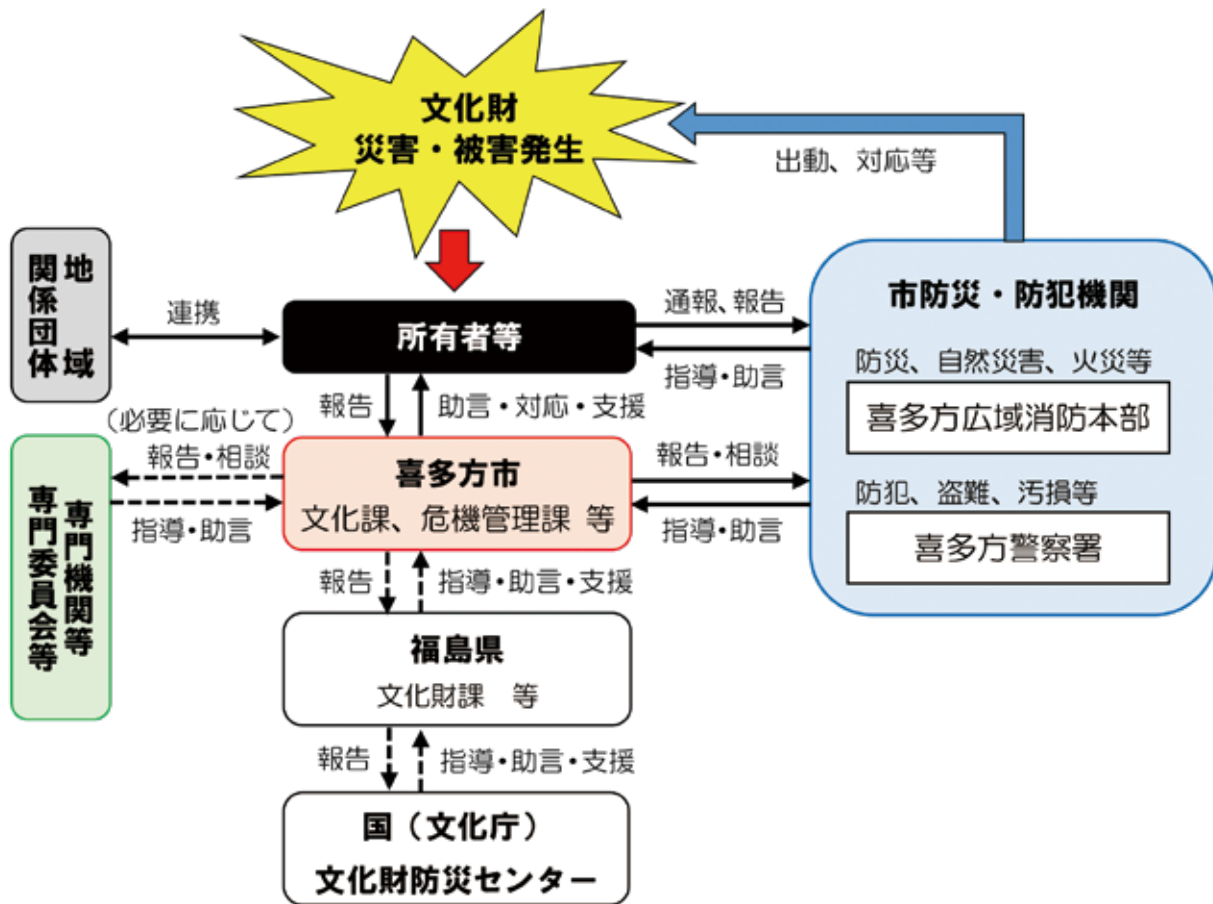 文化財
災害・被害発生
出動、対応等
地域
関係団体
連携
所有者等
通報、報告
指導・助言
市防災・防犯機関
防災、自然災害、火災等
喜多方広域消防本部
防犯、盗難、汚損等
喜多方警察署
報告
助言・対応・支援
（必要に応じて）
報告・相談
指導・助言
専門機関等
専門委員会等
喜多方市
文化課、危機管理課 等
報告・相談
指導・助言
報告
指導・助言・支援
福島県
文化財課　等
報告
指導・助言・支援
国（文化庁）
文化財防災センター